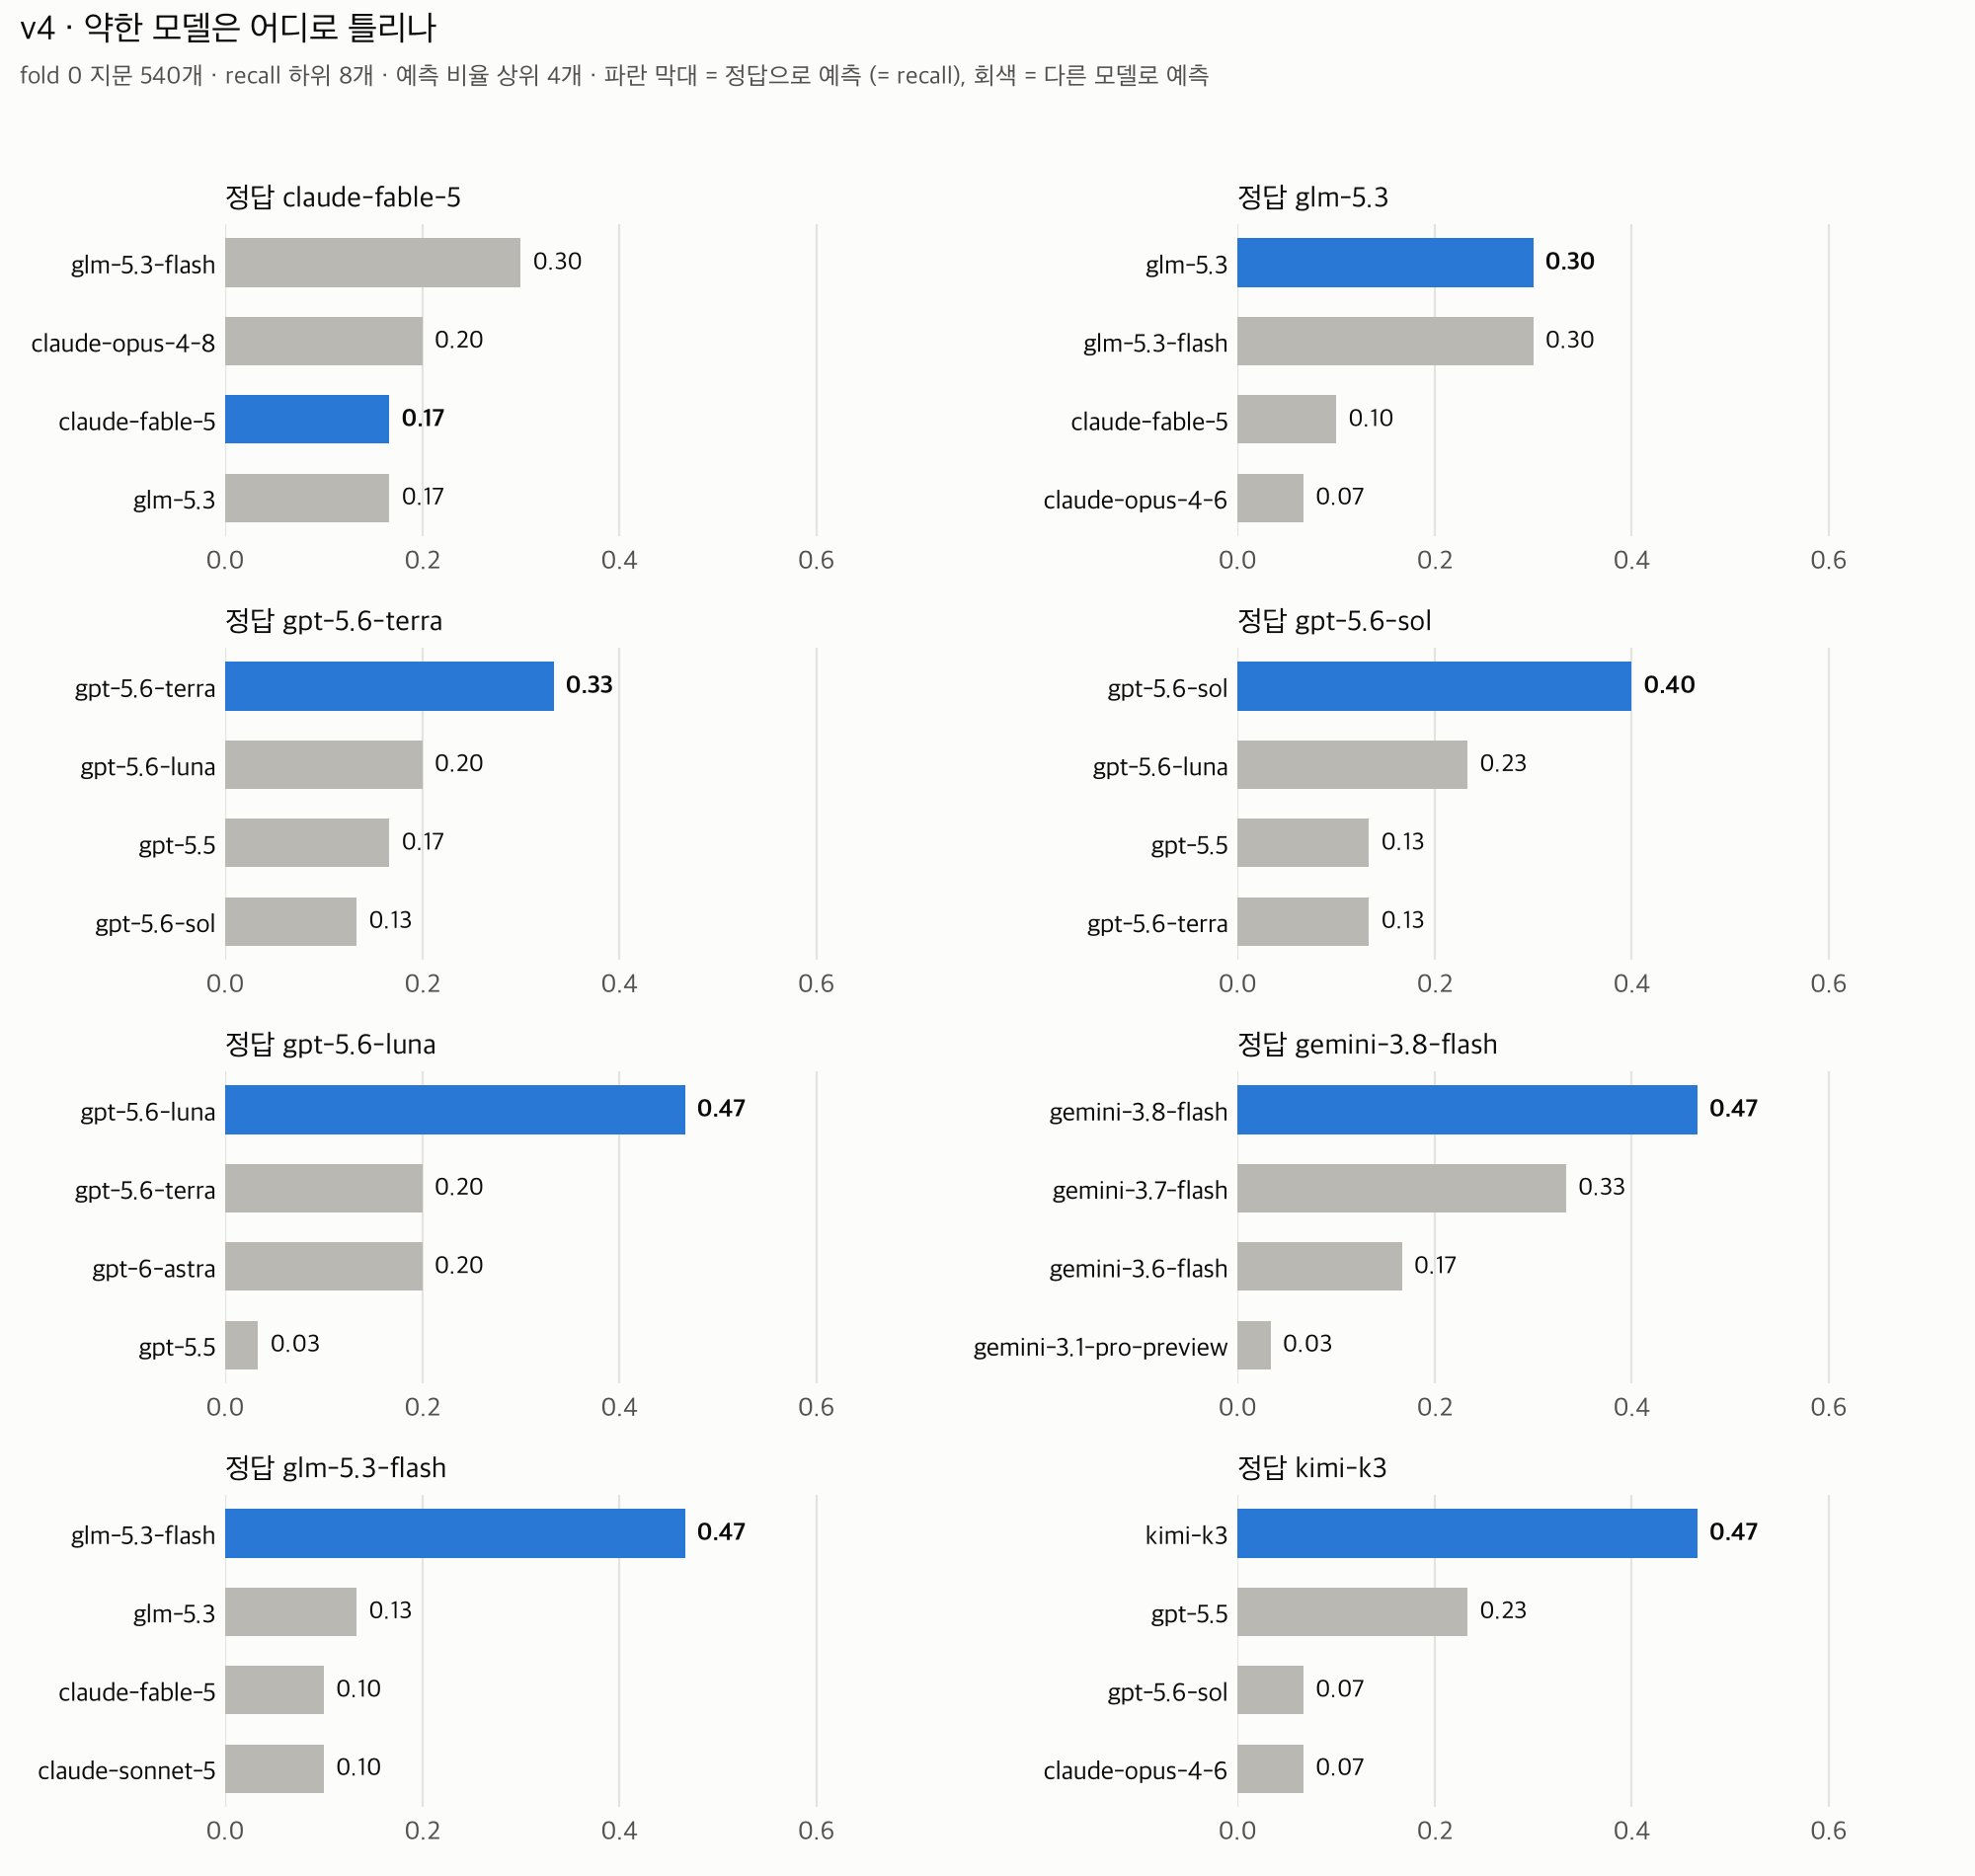 v4 · 약한 모델은 어디로 틀리나
fold 0 지문 540개 · recall 하위 8개 · 예측 비율 상위 4개 · 파란 막대 = 정답으로 예측 (= recall), 회색 = 다른 모델로 예측
정답 claude-fable-5
glm-5.3-flash 0.30
claude-opus-4-8 0.20
claude-fable-5 0.17
glm-5.3 0.17
0.0 0.2 0.4 0.6
정답 glm-5.3
glm-5.3 0.30
glm-5.3-flash 0.30
claude-fable-5 0.10
claude-opus-4-6 0.07
0.0 0.2 0.4 0.6
정답 gpt-5.6-terra
gpt-5.6-terra 0.33
gpt-5.6-luna 0.20
gpt-5.5 0.17
gpt-5.6-sol 0.13
0.0 0.2 0.4 0.6
정답 gpt-5.6-sol
gpt-5.6-sol 0.40
gpt-5.6-luna 0.23
gpt-5.5 0.13
gpt-5.6-terra 0.13
0.0 0.2 0.4 0.6
정답 gpt-5.6-luna
gpt-5.6-luna 0.47
gpt-5.6-terra 0.20
gpt-6-astra 0.20
gpt-5.5 0.03
0.0 0.2 0.4 0.6
정답 gemini-3.8-flash
gemini-3.8-flash 0.47
gemini-3.7-flash 0.33
gemini-3.6-flash 0.17
gemini-3.1-pro-preview 0.03
0.0 0.2 0.4 0.6
정답 glm-5.3-flash
glm-5.3-flash 0.47
glm-5.3 0.13
claude-fable-5 0.10
claude-sonnet-5 0.10
0.0 0.2 0.4 0.6
정답 kimi-k3
kimi-k3 0.47
gpt-5.5 0.23
gpt-5.6-sol 0.07
claude-opus-4-6 0.07
0.0 0.2 0.4 0.6